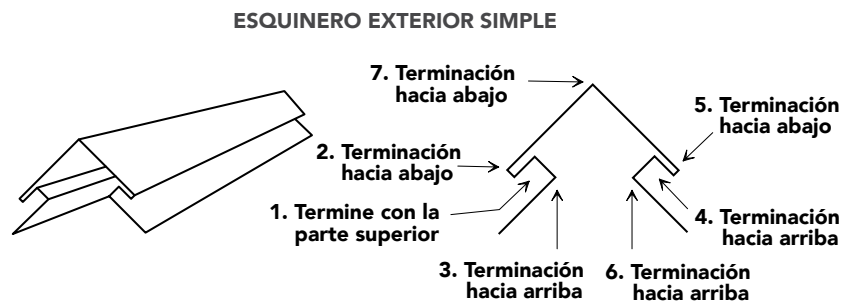 ESQUINERO EXTERIOR SIMPLE
7. Terminación
hacia abajo
5. Terminación
hacia abajo
2. Terminación
hacia abajo
1. Termine con la
parte superior
4. Terminación
hacia arriba
3. Terminación
hacia arriba
6. Terminación
hacia arriba